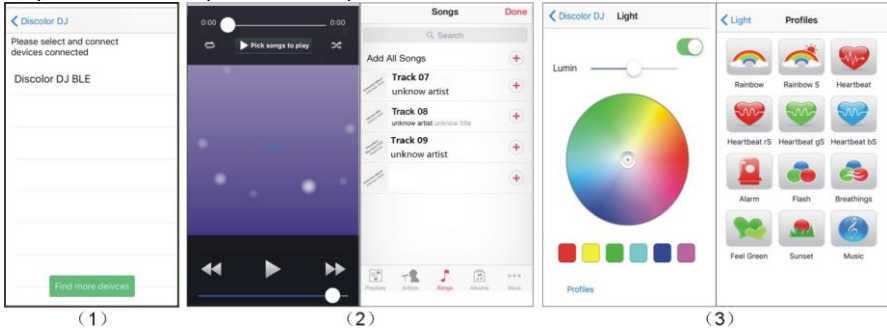 Discolor DJ
Please select and connect
devices connected
Discolor DJ BLE
Find more deivces
(1)
0:00
0:00
Pick songs to play
Songs
Done
Search
Add All Songs
Track 07
unknow artist
Track 08
unknow artist unknow title
Track 09
unknow artist
Playlists
Artists
Songs
Albums
More
(2)
Discolor DJ
Light
Lumin
Profiles
Light
Profiles
Rainbow
Rainbow S
Heartbeat
Heartbeat rS
Heartbeat gS
Heartbeat bS
Alarm
Flash
Breathings
Feel Green
Sunset
Music
(3)